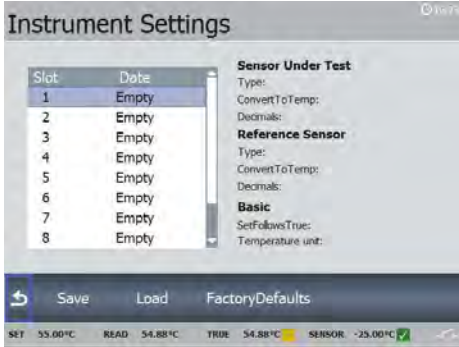 Instrument Settings
Slot Date
1 Empty
2 Empty
3 Empty
4 Empty
5 Empty
6 Empty
7 Empty
8 Empty
Sensor Under Test
Type:
ConvertToTemp:
Decimals:
Reference Sensor
Type:
ConvertToTemp:
Decimals:
Basic
SetFollowsTrue:
Temperature unit:
Save Load FactoryDefaults
SET 55.00°C READ 54.88°C TRUE 54.88°C SENSOR -25.00°C